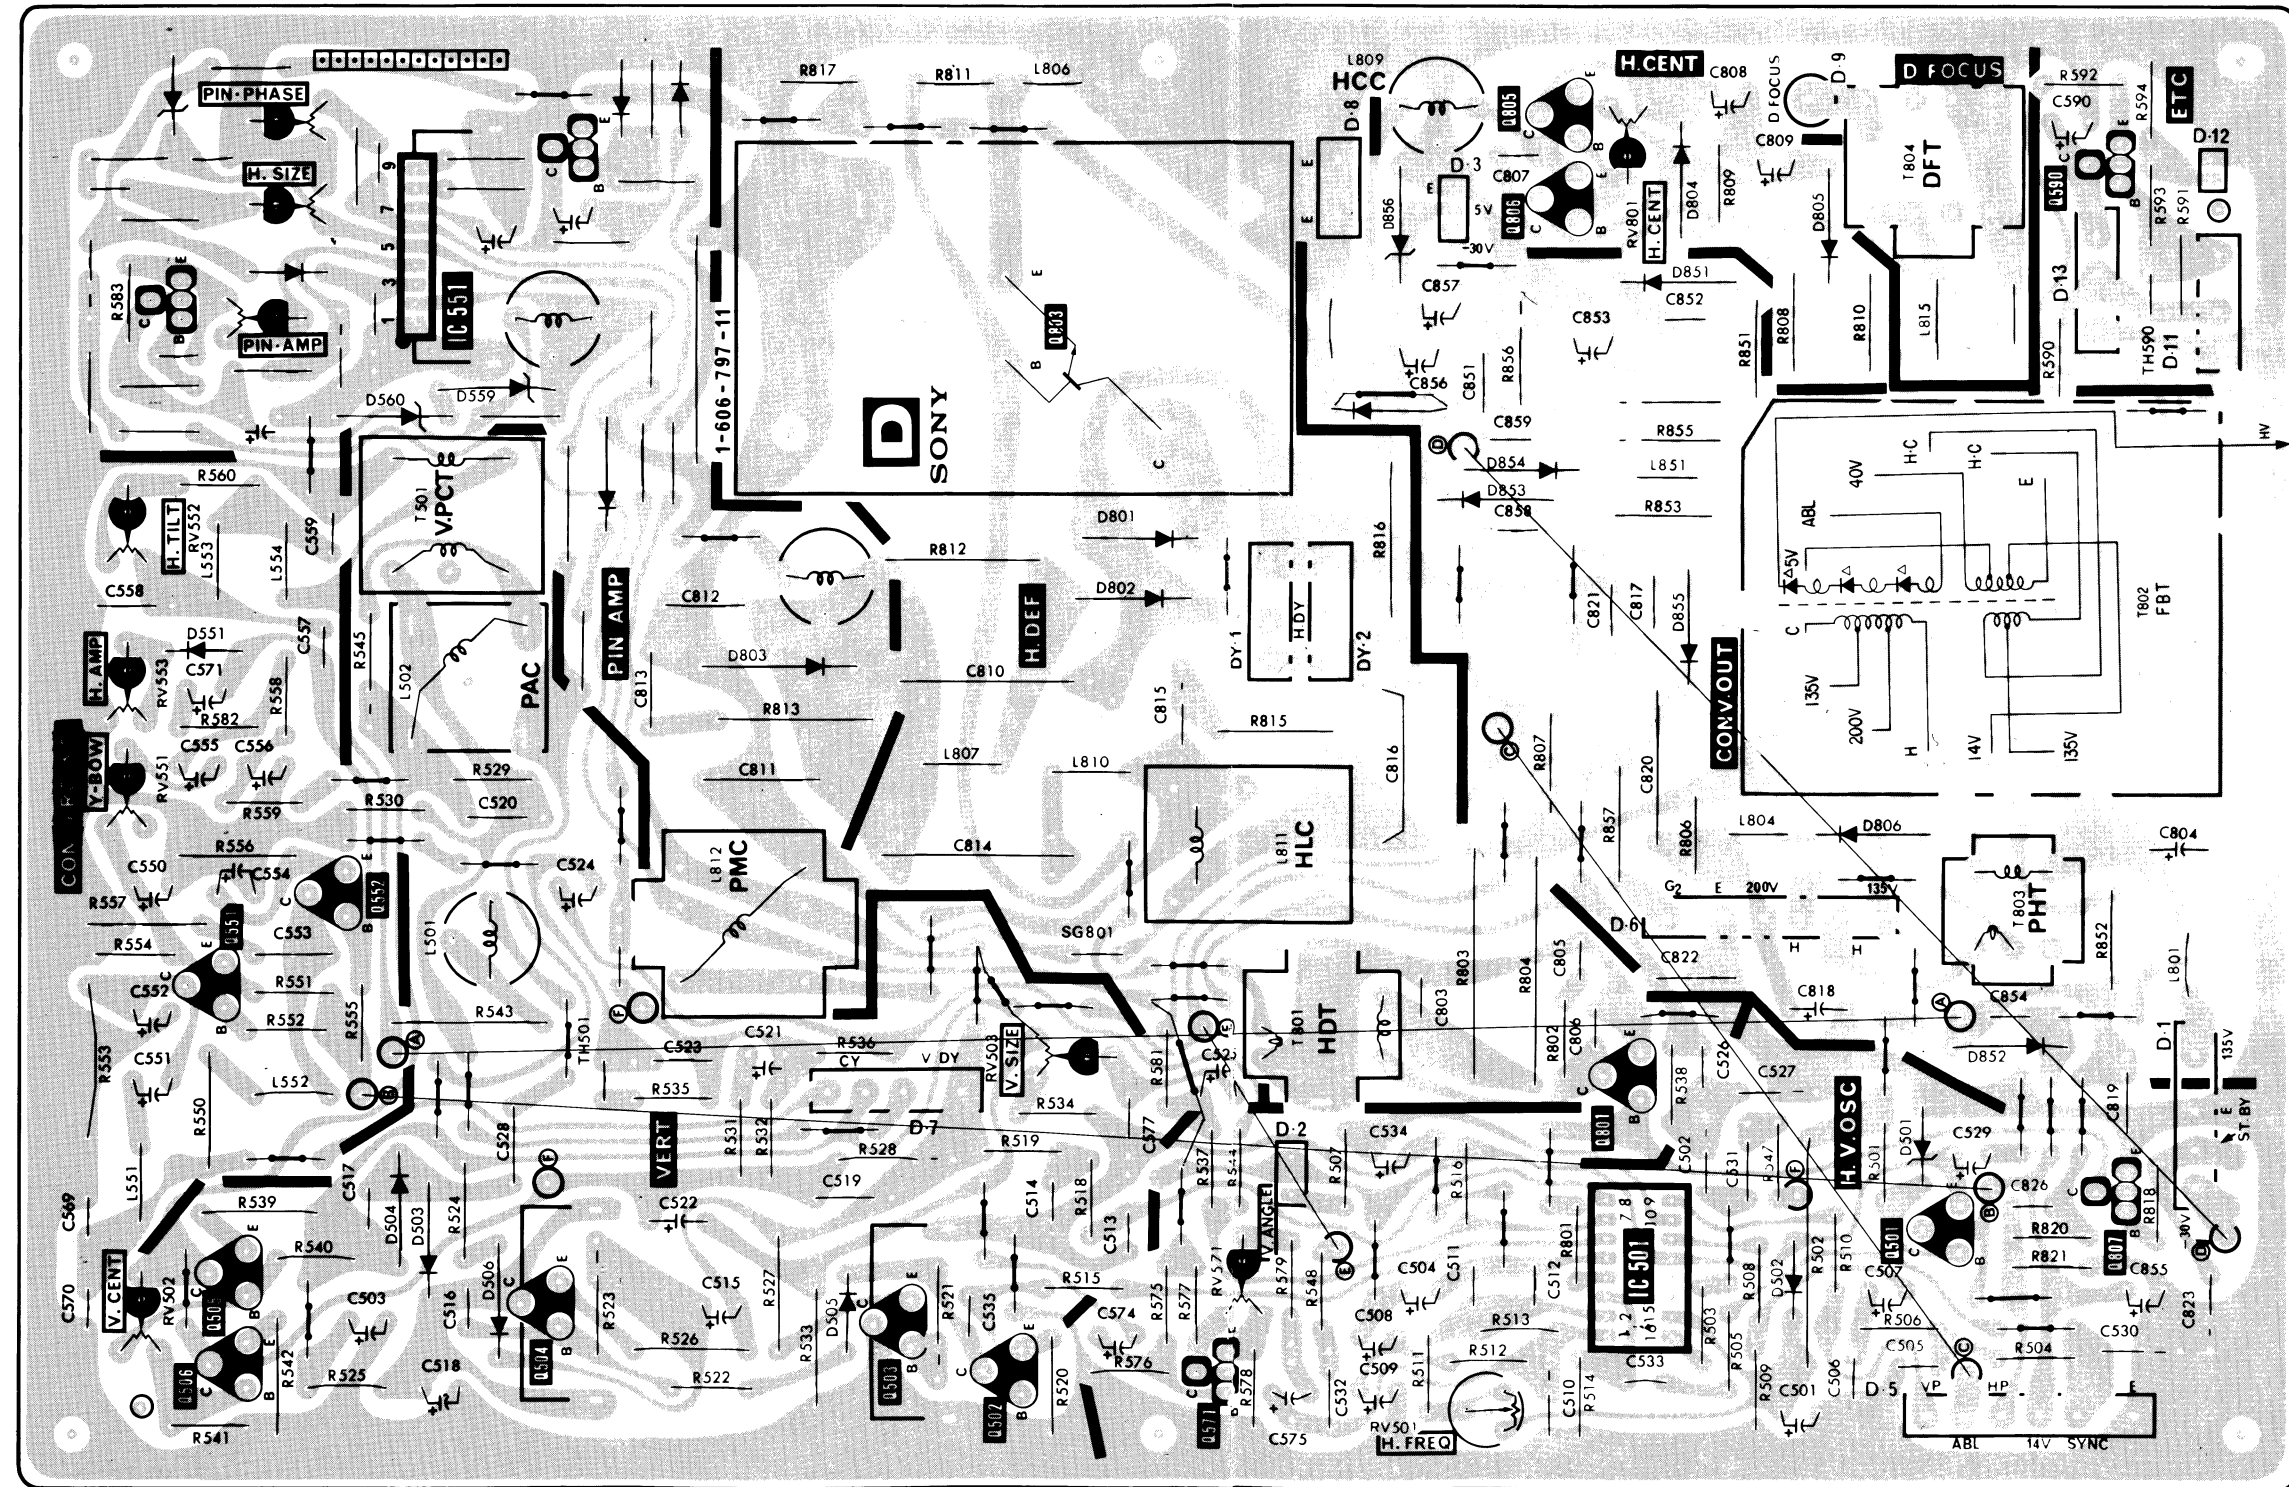 R817
R811
L806
L809
HCC
D-8
H.CENT
C808
D FOCUS
D-9
D FOCUS
R592
C590
R594
ETC
PIN·PHASE
Q805
E
C
B
C809
T804
DFT
D-12
H. SIZE
9
7
5
3
1
IC 551
E
C
B
E
E
D-3
E
5V
-30V
C807
Q806
E
C
B
RV801
H. CENT
D804
R809
D805
Q590
E
C
B
R593
R591
D856
R583
E
C
B
PIN·AMP
1-606-797-11
E
B
C
Q803
D
SONY
C857
C856
C851
R856
C853
D851
C852
R851
R808
R810
L815
R590
D-13
TH590
D-11
D560
D559
C859
R855
D
D854
L851
D853
C858
R853
HV
H·C
H·C
40V
E
ABL
5V
R560
H. TILT
RV552
L553
L554
C559
T501
V.PCT
D801
R812
R816
C558
PIN AMP
C812
D802
H.DEF
H.DY
DY-1
DY-2
C821
C817
D855
T802
FBT
C
H. AMP
RV553
D551
C571
C557
R545
L502
PAC
D803
C813
C810
R558
R582
R813
C815
R815
CONV.OUT
135V
200V
H
14V
135V
C555
C556
Y-BOW
RV551
R529
C811
L807
L810
C816
C
R807
C820
R559
R530
C520
R857
R806
L804
D806
C804
R556
C550
C554
Q552
E
C
B
C524
L812
PMC
C814
L811
HLC
G2
E
200V
135V
T803
PHT
R557
Q551
E
C
B
R554
C553
L501
SG801
D-6
H
H
R852
L801
C552
R551
R552
R555
R543
F
C521
R803
R804
C805
C822
C818
C854
A
C803
T801
HDT
R553
C551
A
TH501
C523
R536
CY
V DY
RV503
V. SIZE
R581
C525
R802
C806
E
C
B
R538
C526
C527
D852
D-1
135V
R550
L552
B
R535
R534
Q801
H.V.OSC
D501
C819
E
ST.BY
VERT
C528
R531
R532
D-7
R528
R519
C577
D-2
R537
R544
R507
C534
R516
C502
C531
R547
R501
C529
L551
C517
F
C519
F
C569
R539
D504
D503
R524
C522
C514
R518
C513
V.ANGLE
B
C826
R818
E
C
B
R540
E
C
B
E
C
B
E
C
RV571
R579
R548
E
C511
C512
R801
7
8
10
9
IC 501
1
2
16
15
R508
D502
R502
R510
Q501
E
C
B
R820
R821
Q807
-30V
D
C570
V. CENT
RV502
Q505
C503
C516
D506
R523
C515
R527
D505
R521
C535
R515
R575
R577
C504
C507
C855
C823
R533
C574
C508
R513
R503
R506
C530
Q506
E
C
B
R542
R525
C518
Q504
R526
R522
Q503
Q502
E
C
B
R520
R576
C
E
R578
C532
C509
R511
R512
C533
R505
R509
C505
R504
C
C510
R514
C501
C506
D-5
VP
HP
E
R541
Q571
C575
RV501
H. FREQ
ABL
14V
SYNC